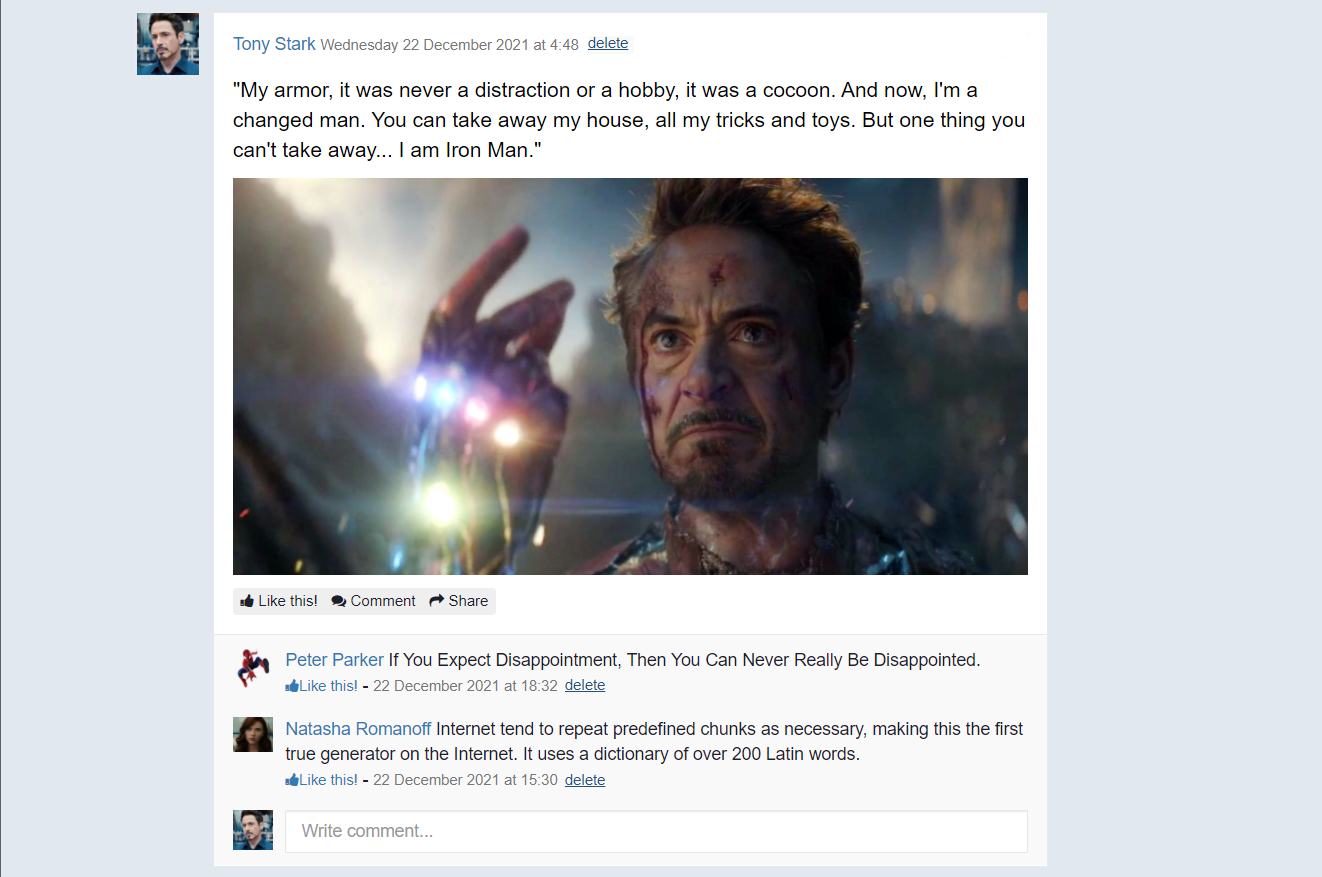 Tony Stark Wednesday 22 December 2021 at 4:48 delete
"My armor, it was never a distraction or a hobby, it was a cocoon. And now, I'm a
changed man. You can take away my house, all my tricks and toys. But one thing you
can't take away... I am Iron Man."
Like this! Comment Share
Peter Parker If You Expect Disappointment, Then You Can Never Really Be Disappointed.
Like this! - 22 December 2021 at 18:32 delete
Natasha Romanoff Internet tend to repeat predefined chunks as necessary, making this the first
true generator on the Internet. It uses a dictionary of over 200 Latin words.
Like this! - 22 December 2021 at 15:30 delete
Write comment...